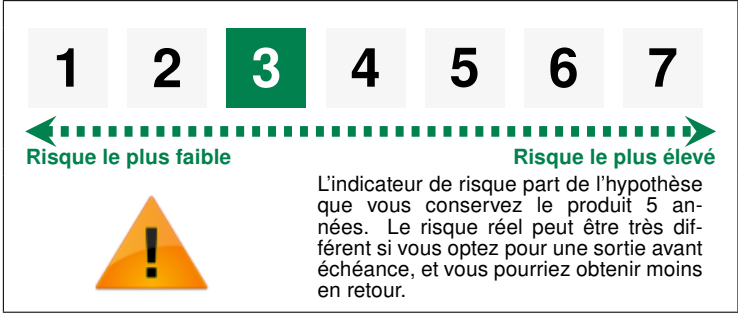 1 2 3 4 5 6 7
Risque le plus faible Risque le plus élevé
L'indicateur de risque part de l'hypothèse
que vous conservez le produit 5 an-
nées. Le risque réel peut être très dif-
férent si vous optez pour une sortie avant
échéance, et vous pourriez obtenir moins
en retour.